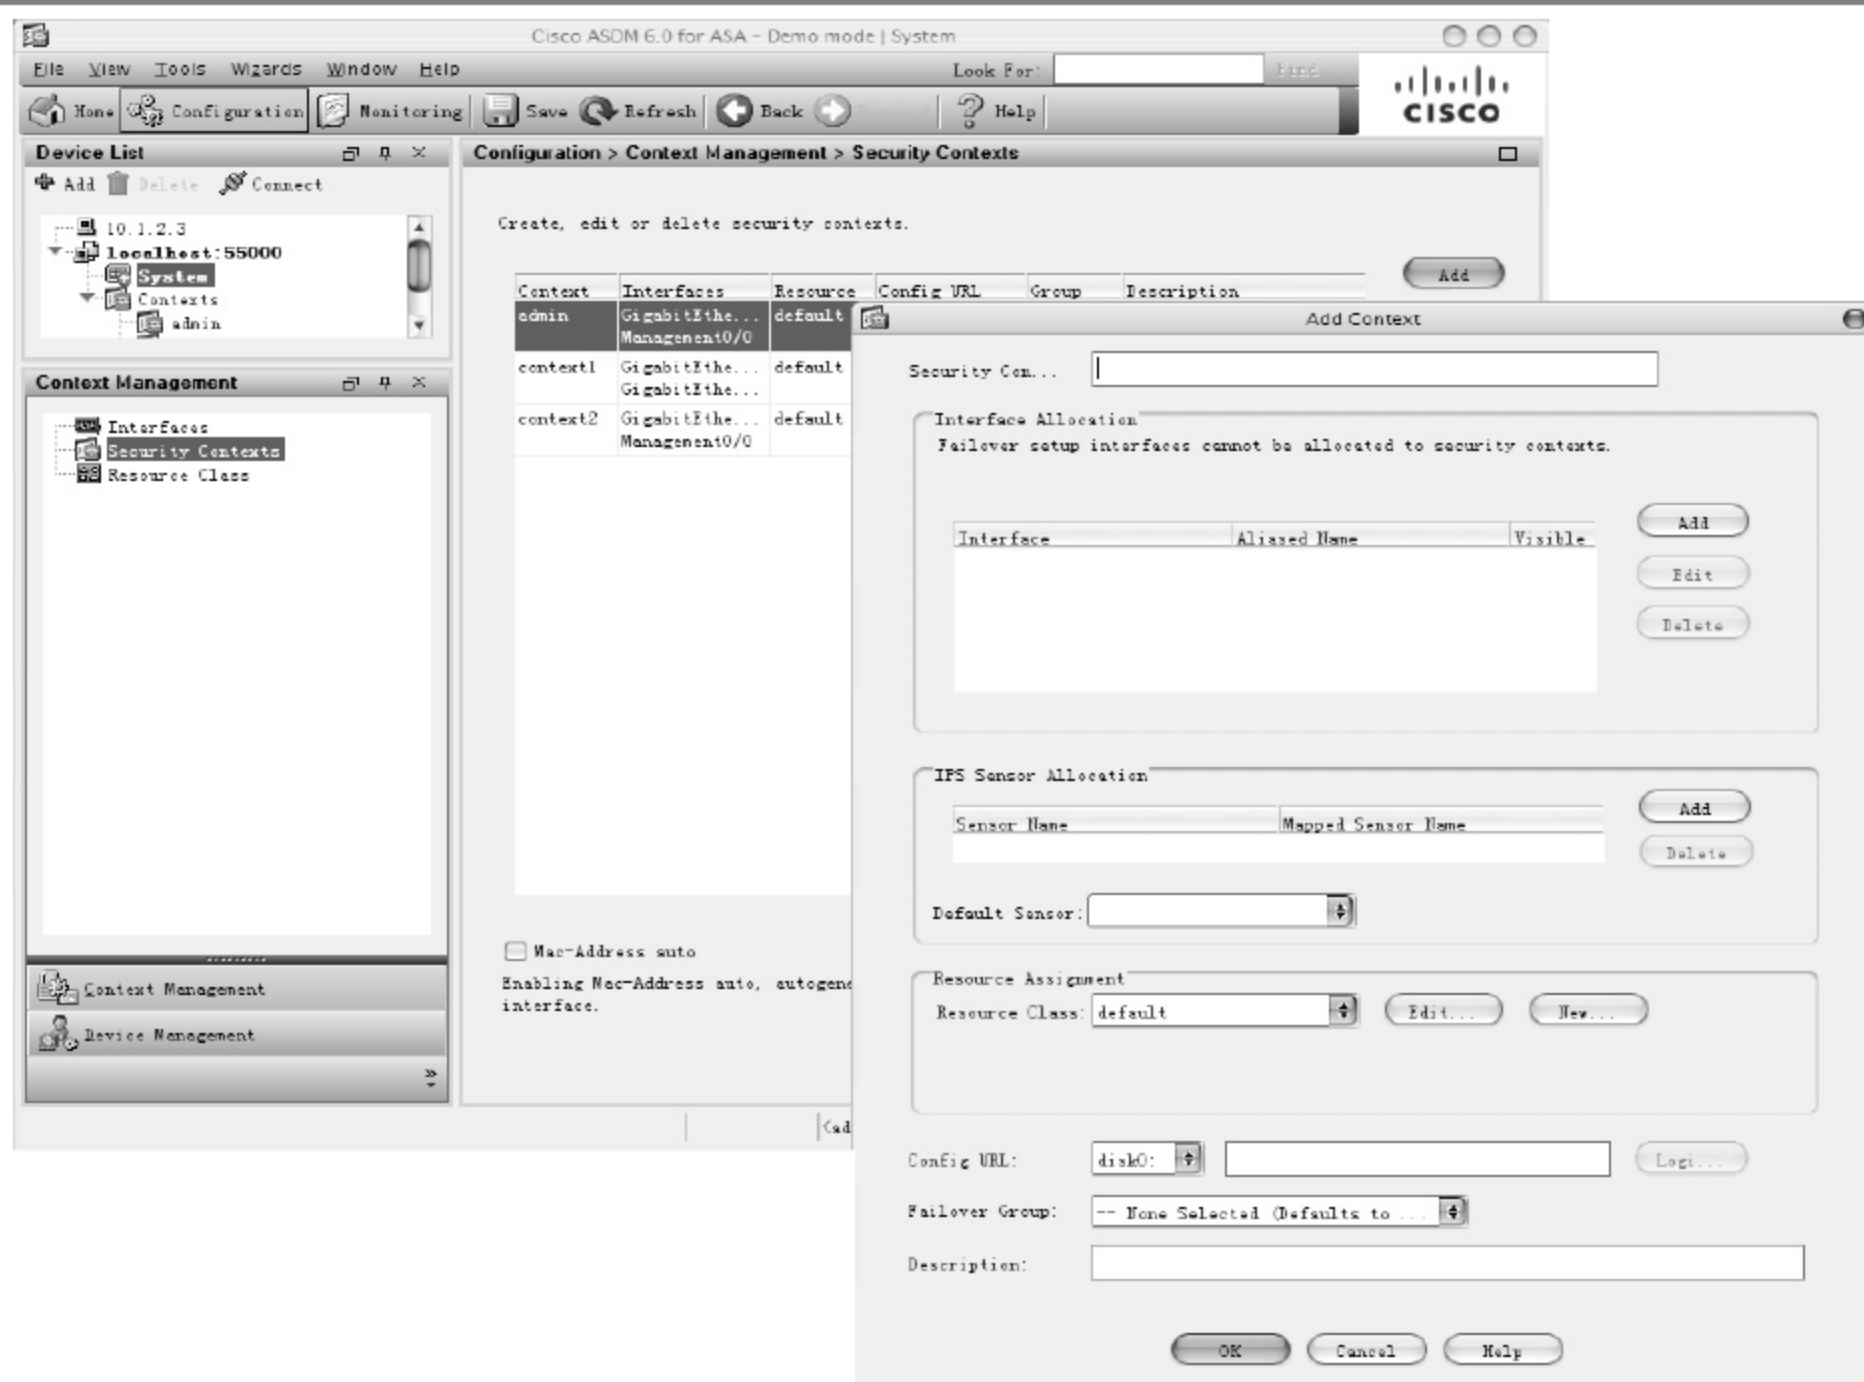 Cisco ASDM 6.0 for ASA - Demo mode | System
File View Tools Wizards Window Help
Look For: Find
Home Configuration Monitoring Save Refresh Back Forward Help
CISCO
Device List
Add Delete Connect
10.1.2.3
localhost:55000
System
Contexts
admin
Context Management
Interfaces
Security Contexts
Resource Class
Context Management
Device Management
Configuration > Context Management > Security Contexts
Create, edit or delete security contexts.
Context Interfaces Resource Config URL Group Description
Add
admin GigabitEthe... default
Management0/0
context1 GigabitEthe... default
GigabitEthe...
context2 GigabitEthe... default
Management0/0
Mac-Address auto
Enabling Mac-Address auto, autogene
interface.
<ad
Add Context
Security Con...
Interface Allocation
Failover setup interfaces cannot be allocated to security contexts.
Interface Aliased Name Visible
Add
Edit
Delete
IPS Sensor Allocation
Sensor Name Mapped Sensor Name
Add
Delete
Default Sensor:
Resource Assignment
Resource Class: default Edit... New...
Config URL: disk0: Logi...
Failover Group: -- None Selected (Defaults to ...
Description:
OK Cancel Help